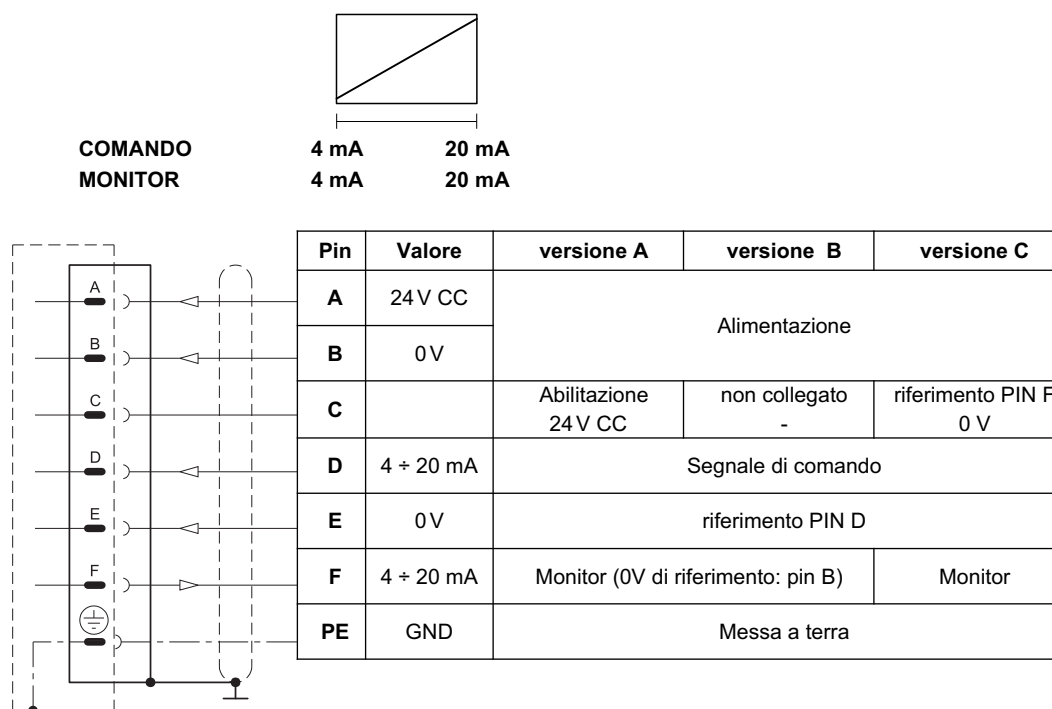 COMANDO 4 mA 20 mA
MONITOR 4 mA 20 mA
Pin Valore versione A versione B versione C
A A 24 V CC Alimentazione
B B 0 V
C C Abilitazione 24 V CC non collegato - riferimento PIN F 0 V
D D 4 ÷ 20 mA Segnale di comando
E E 0 V riferimento PIN D
F F 4 ÷ 20 mA Monitor (0V di riferimento: pin B) Monitor
PE GND Messa a terra